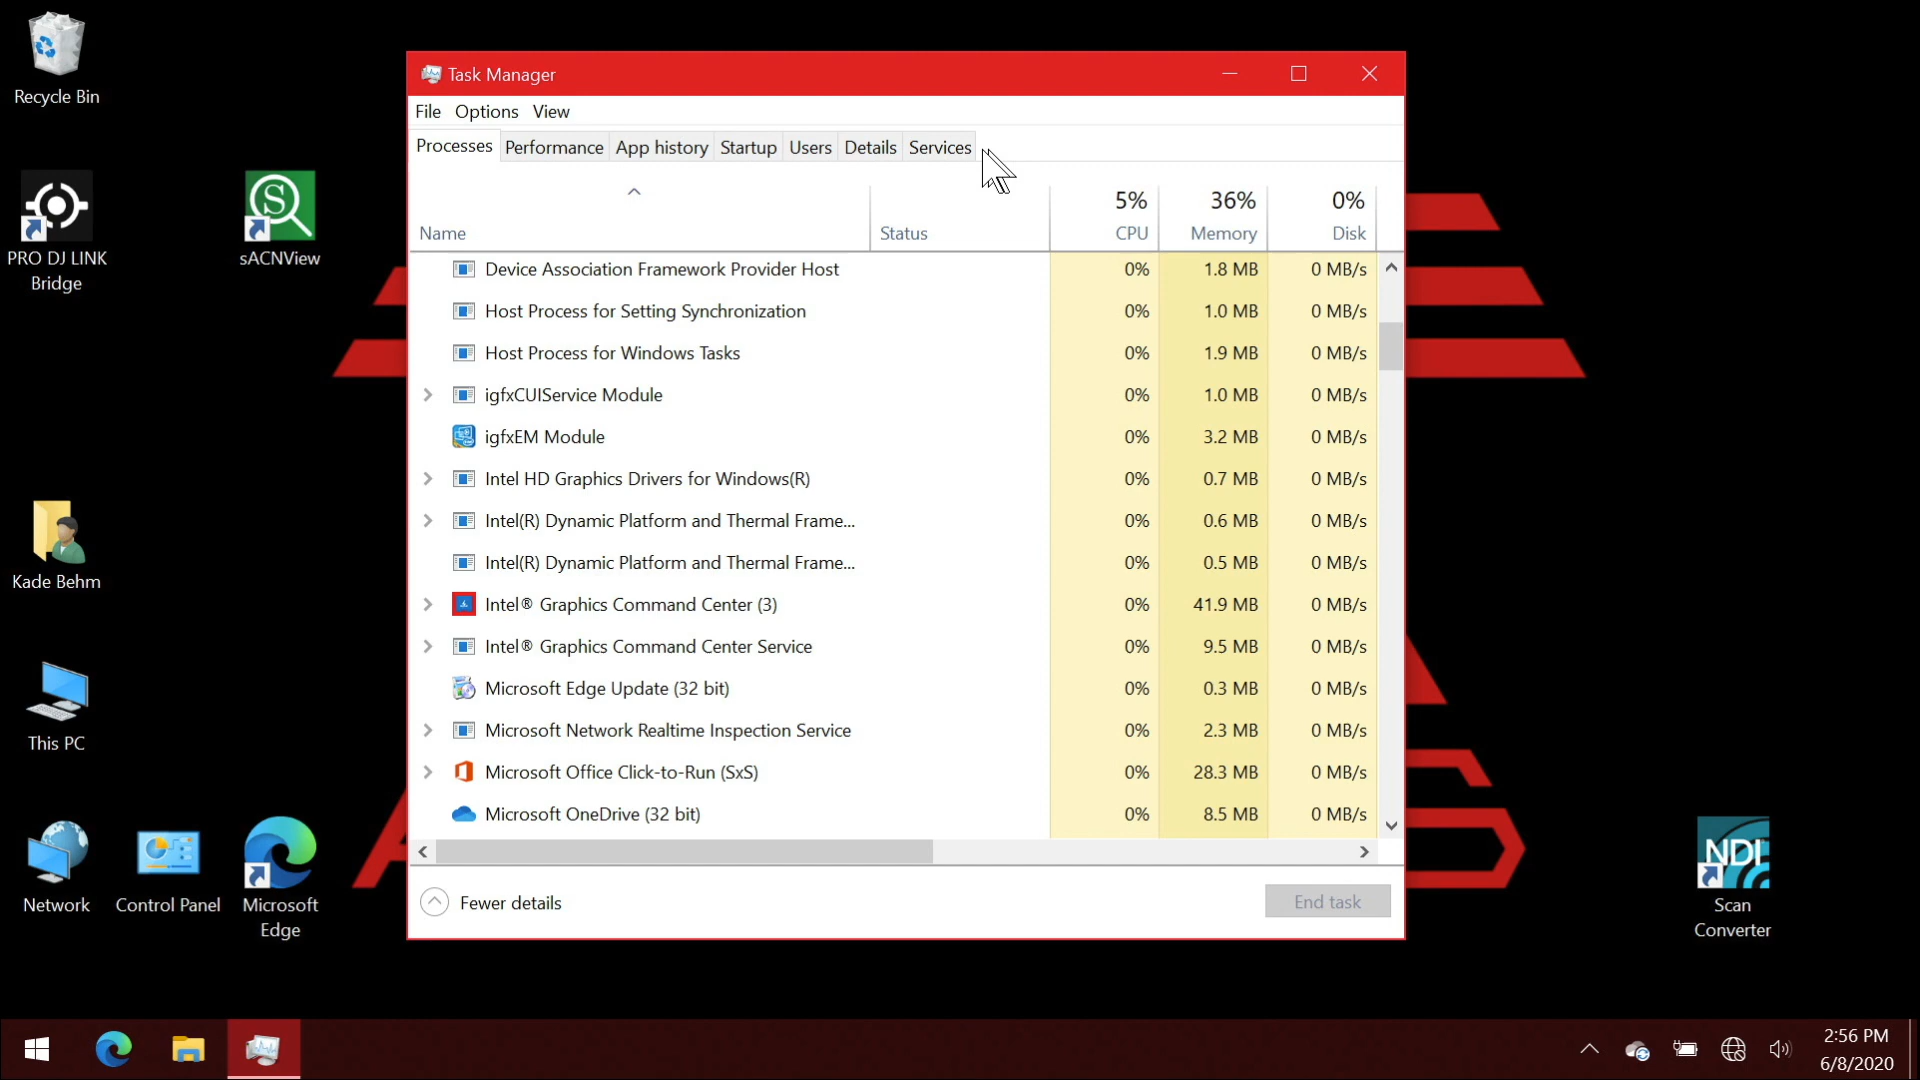 Recycle Bin
PRO DJ LINK
Bridge
sACNView
Kade Behm
This PC
Network
Control Panel
Microsoft
Edge
Task Manager
File Options View
Processes Performance App history Startup Users Details Services
5% 36% 0%
Name Status CPU Memory Disk
Device Association Framework Provider Host 0% 1.8 MB 0 MB/s
Host Process for Setting Synchronization 0% 1.0 MB 0 MB/s
Host Process for Windows Tasks 0% 1.9 MB 0 MB/s
igfxCUIService Module 0% 1.0 MB 0 MB/s
igfxEM Module 0% 3.2 MB 0 MB/s
Intel HD Graphics Drivers for Windows(R) 0% 0.7 MB 0 MB/s
Intel(R) Dynamic Platform and Thermal Frame... 0% 0.6 MB 0 MB/s
Intel(R) Dynamic Platform and Thermal Frame... 0% 0.5 MB 0 MB/s
Intel® Graphics Command Center (3) 0% 41.9 MB 0 MB/s
Intel® Graphics Command Center Service 0% 9.5 MB 0 MB/s
Microsoft Edge Update (32 bit) 0% 0.3 MB 0 MB/s
Microsoft Network Realtime Inspection Service 0% 2.3 MB 0 MB/s
Microsoft Office Click-to-Run (SxS) 0% 28.3 MB 0 MB/s
Microsoft OneDrive (32 bit) 0% 8.5 MB 0 MB/s
Fewer details End task
NDI
Scan
Converter
2:56 PM
6/8/2020